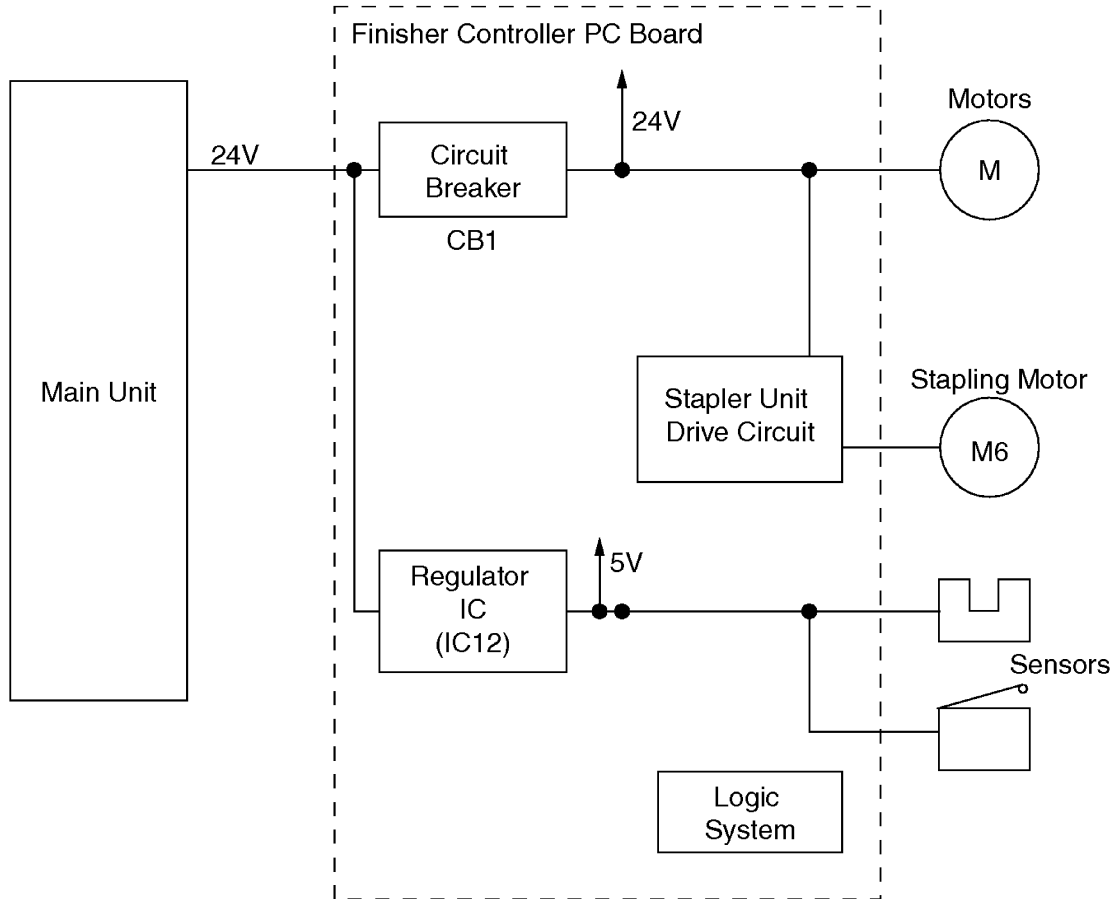 Finisher Controller PC Board
24V
Circuit
Breaker
CB1
24V
Motors
M
Main Unit
Stapler Unit
Drive Circuit
Stapling Motor
M6
Regulator
IC
(IC12)
5V
Sensors
Logic
System